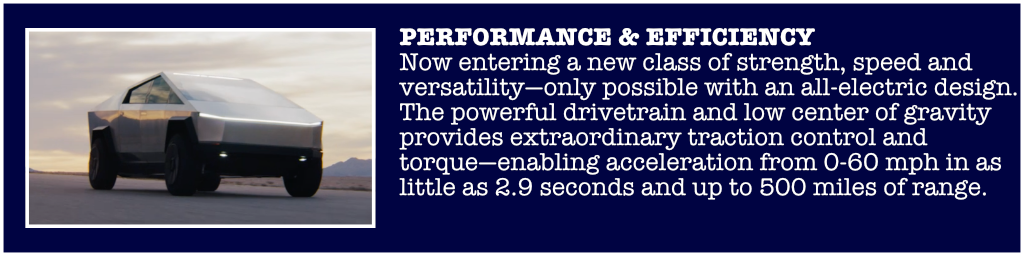 PERFORMANCE & EFFICIENCY
Now entering a new class of strength, speed and
versatility—only possible with an all-electric design.
The powerful drivetrain and low center of gravity
provides extraordinary traction control and
torque—enabling acceleration from 0-60 mph in as
little as 2.9 seconds and up to 500 miles of range.